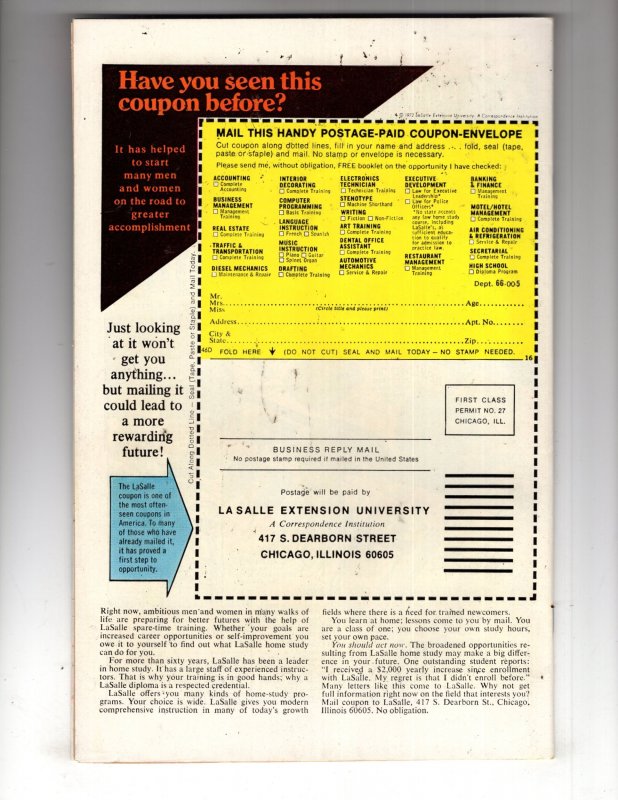 Have you seen this
coupon before?
It has helped
to start
many men
and women
on the road to
greater
accomplishment
© 1972 LaSalle Extension University, A Correspondence Institution
MAIL THIS HANDY POSTAGE-PAID COUPON-ENVELOPE
Cut coupon along dotted lines, fill in your name and address . . . fold, seal (tape,
paste or staple) and mail. No stamp or envelope is necessary.
Please send me, without obligation, FREE booklet on the opportunity I have checked:
ACCOUNTING
Complete
Accounting
BUSINESS
MANAGEMENT
Management
Training
REAL ESTATE
Complete Training
TRAFFIC &
TRANSPORTATION
Complete Training
DIESEL MECHANICS
Maintenance & Repair
INTERIOR
DECORATING
Complete Training
COMPUTER
PROGRAMMING
Basic Training
LANGUAGE
INSTRUCTION
French Spanish
MUSIC
INSTRUCTION
Piano Guitar
Spinet Organ
DRAFTING
Complete Training
ELECTRONICS
TECHNICIAN
Technician Training
STENOTYPE
Machine Shorthand
WRITING
Fiction Non-Fiction
ART TRAINING
Complete Training
DENTAL OFFICE
ASSISTANT
Complete Training
AUTOMOTIVE
MECHANICS
Service & Repair
EXECUTIVE
DEVELOPMENT
Law for Executive
Leadership*
Law for Police
Officers*
*No state accepts
any law home study
course, including
LaSalle's, as
sufficient educa-
tion to qualify
for admission to
practice law.
RESTAURANT
MANAGEMENT
Management
Training
BANKING
& FINANCE
Management
Training
MOTEL/HOTEL
MANAGEMENT
Complete Training
AIR CONDITIONING
& REFRIGERATION
Service & Repair
SECRETARIAL
Complete Training
HIGH SCHOOL
Diploma Program
Dept. 66-005
Mr.
Mrs. Age
Miss (Circle title and please print)
Address Apt. No.
City &
State Zip
46D FOLD HERE (DO NOT CUT) SEAL AND MAIL TODAY – NO STAMP NEEDED. 16
Cut Along Dotted Line – Seal (Tape, Paste or Staple) and Mail Today
Just looking
at it won't
get you
anything...
but mailing it
could lead to
a more
rewarding
future!
The LaSalle
coupon is one of
the most often-
seen coupons in
America. To many
of those who have
already mailed it,
it has proved a
first step to
opportunity.
FIRST CLASS
PERMIT NO. 27
CHICAGO, ILL.
BUSINESS REPLY MAIL
No postage stamp required if mailed in the United States
Postage will be paid by
LA SALLE EXTENSION UNIVERSITY
A Correspondence Institution
417 S. DEARBORN STREET
CHICAGO, ILLINOIS 60605
Right now, ambitious men and women in many walks of
life are preparing for better futures with the help of
LaSalle spare-time training. Whether your goals are
increased career opportunities or self-improvement you
owe it to yourself to find out what LaSalle home study
can do for you.
For more than sixty years, LaSalle has been a leader
in home study. It has a large staff of experienced instruc-
tors. That is why your training is in good hands; why a
LaSalle diploma is a respected credential.
LaSalle offers you many kinds of home-study pro-
grams. Your choice is wide. LaSalle gives you modern
comprehensive instruction in many of today's growth
fields where there is a need for trained newcomers.
You learn at home; lessons come to you by mail. You
are a class of one; you choose your own study hours,
set your own pace.
You should act now. The broadened opportunities re-
sulting from LaSalle home study may make a big differ-
ence in your future. One outstanding student reports:
"I received a $2,000 yearly increase since enrollment
with LaSalle. My regret is that I didn't enroll before."
Many letters like this come to LaSalle. Why not get
full information right now on the field that interests you?
Mail coupon to LaSalle, 417 S. Dearborn St., Chicago,
Illinois 60605. No obligation.